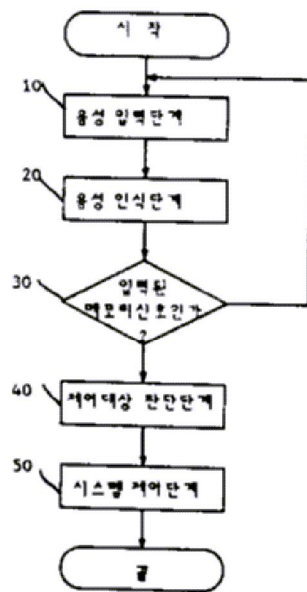 시 작
10
음성 입력단계
20
음성 인식단계
30
입력된
메모리신호인가
?
40
제어대상 판단단계
50
시스템 제어단계
끝